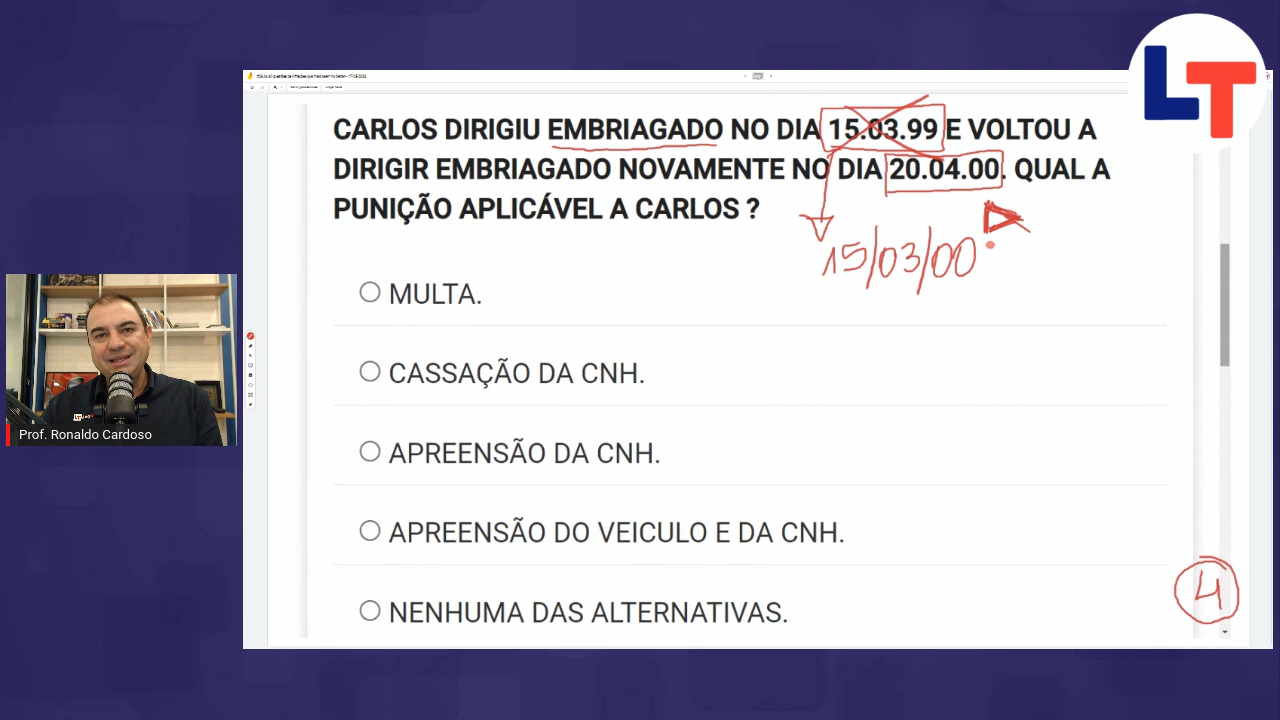 LT
CARLOS DIRIGIU EMBRIAGADO NO DIA 15.03.99 E VOLTOU A
DIRIGIR EMBRIAGADO NOVAMENTE NO DIA 20.04.00. QUAL A
PUNIÇÃO APLICÁVEL A CARLOS ?
15/03/00
MULTA.
CASSAÇÃO DA CNH.
APREENSÃO DA CNH.
APREENSÃO DO VEICULO E DA CNH.
NENHUMA DAS ALTERNATIVAS.
4
LT
Prof. Ronaldo Cardoso